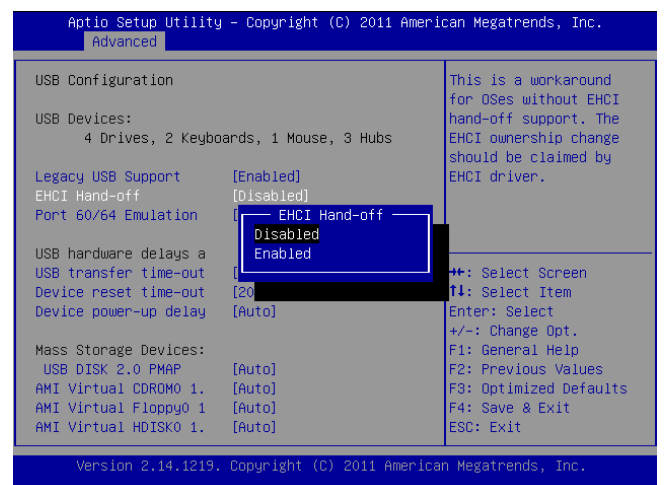 Aptio Setup Utility – Copyright (C) 2011 American Megatrends, Inc.
Advanced
USB Configuration
USB Devices:
4 Drives, 2 Keyboards, 1 Mouse, 3 Hubs
Legacy USB Support [Enabled]
EHCI Hand-off [Disabled]
Port 60/64 Emulation [
EHCI Hand-off
Disabled
Enabled
USB hardware delays a
USB transfer time-out [
Device reset time-out [20
Device power-up delay [Auto]
Mass Storage Devices:
USB DISK 2.0 PMAP [Auto]
AMI Virtual CDROM0 1. [Auto]
AMI Virtual Floppy0 1 [Auto]
AMI Virtual HDISK0 1. [Auto]
This is a workaround
for OSes without EHCI
hand-off support. The
EHCI ownership change
should be claimed by
EHCI driver.
→←: Select Screen
↑↓: Select Item
Enter: Select
+/-: Change Opt.
F1: General Help
F2: Previous Values
F3: Optimized Defaults
F4: Save & Exit
ESC: Exit
Version 2.14.1219. Copyright (C) 2011 American Megatrends, Inc.